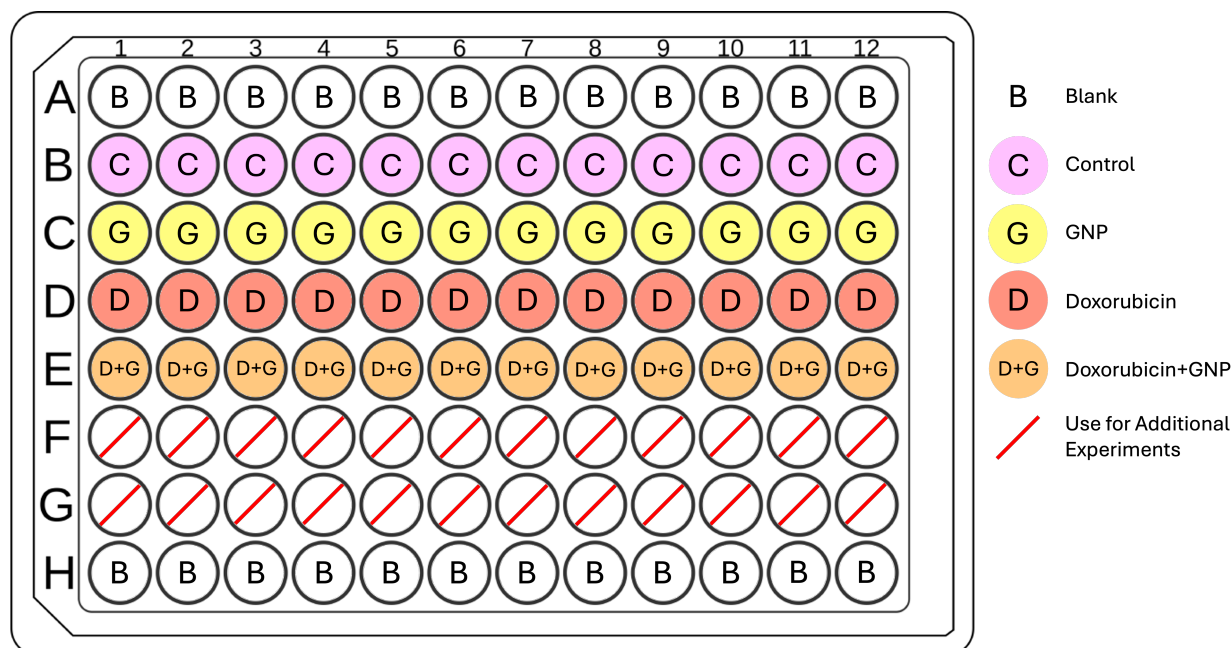 1 2 3 4 5 6 7 8 9 10 11 12
A B B B B B B B B B B B B
B C C C C C C C C C C C C
C G G G G G G G G G G G G
D D D D D D D D D D D D D
E D+G D+G D+G D+G D+G D+G D+G D+G D+G D+G D+G D+G
F
G
H B B B B B B B B B B B B
B Blank
C Control
G GNP
D Doxorubicin
D+G Doxorubicin+GNP
Use for Additional
Experiments